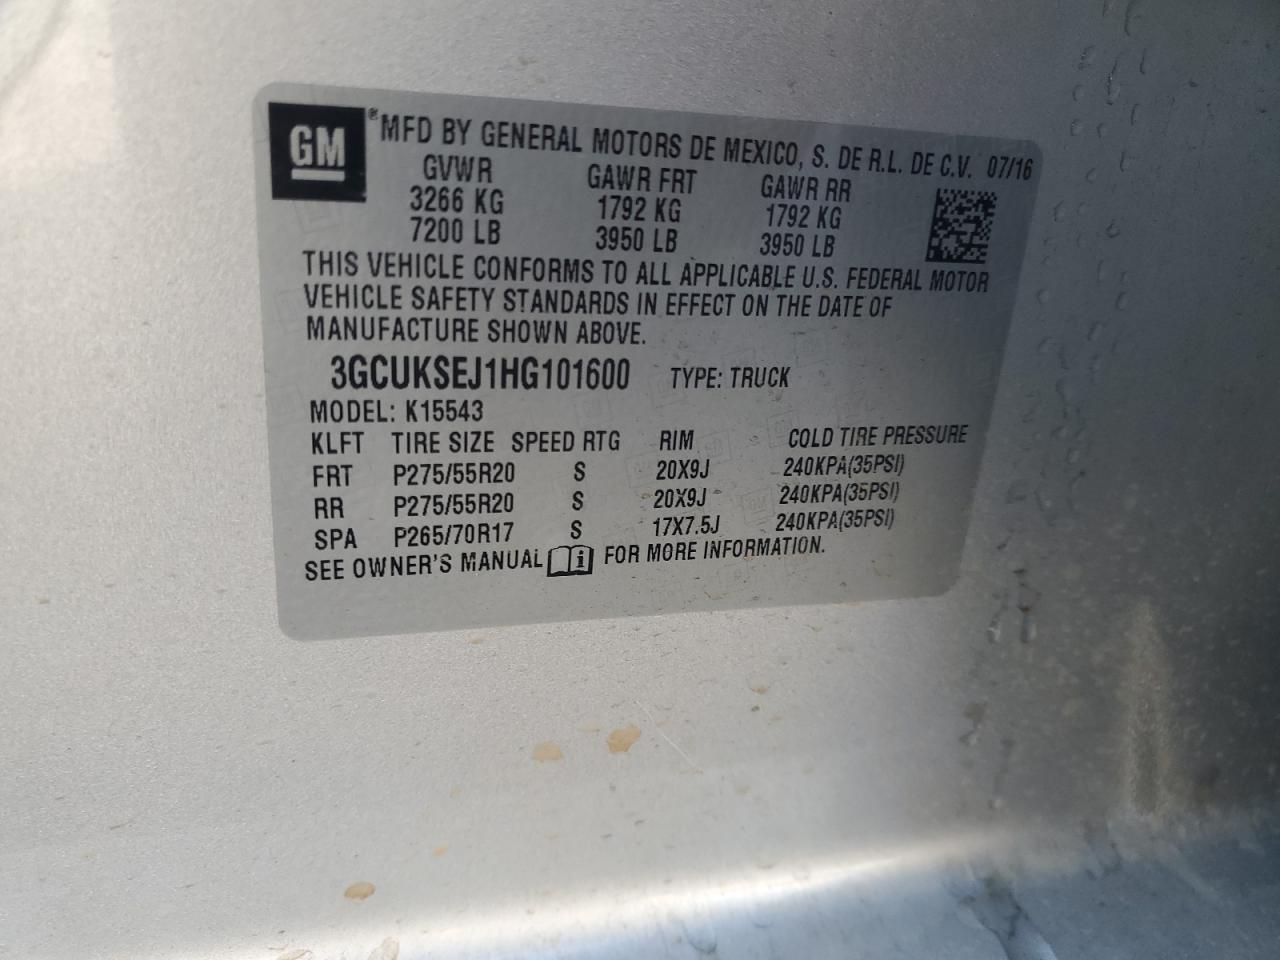 GM ® MFD BY GENERAL MOTORS DE MEXICO, S. DE R.L. DE C.V. 07/16
GVWR GAWR FRT GAWR RR
3266 KG 1792 KG 1792 KG
7200 LB 3950 LB 3950 LB
THIS VEHICLE CONFORMS TO ALL APPLICABLE U.S. FEDERAL MOTOR
VEHICLE SAFETY STANDARDS IN EFFECT ON THE DATE OF
MANUFACTURE SHOWN ABOVE.
3GCUKSEJ1HG101600 TYPE: TRUCK
MODEL: K15543
KLFT TIRE SIZE SPEED RTG RIM COLD TIRE PRESSURE
FRT P275/55R20 S 20X9J 240KPA(35PSI)
RR P275/55R20 S 20X9J 240KPA(35PSI)
SPA P265/70R17 S 17X7.5J 240KPA(35PSI)
SEE OWNER'S MANUAL i FOR MORE INFORMATION.